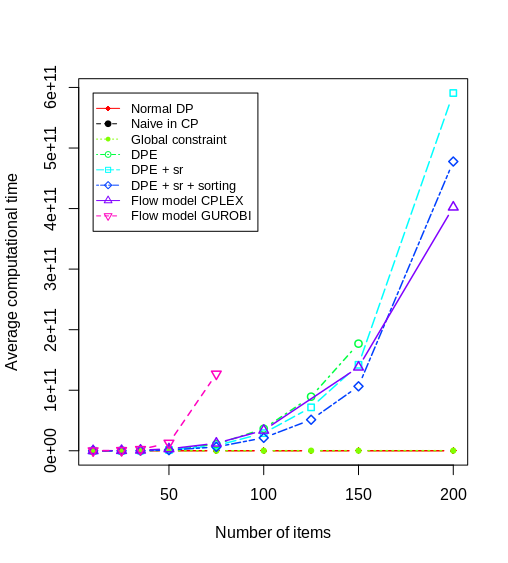 Normal DP
Naive in CP
Global constraint
DPE
DPE + sr
DPE + sr + sorting
Flow model CPLEX
Flow model GUROBI
Average computational time
6e+11
5e+11
4e+11
3e+11
2e+11
1e+11
0e+00
50 100 150 200
Number of items